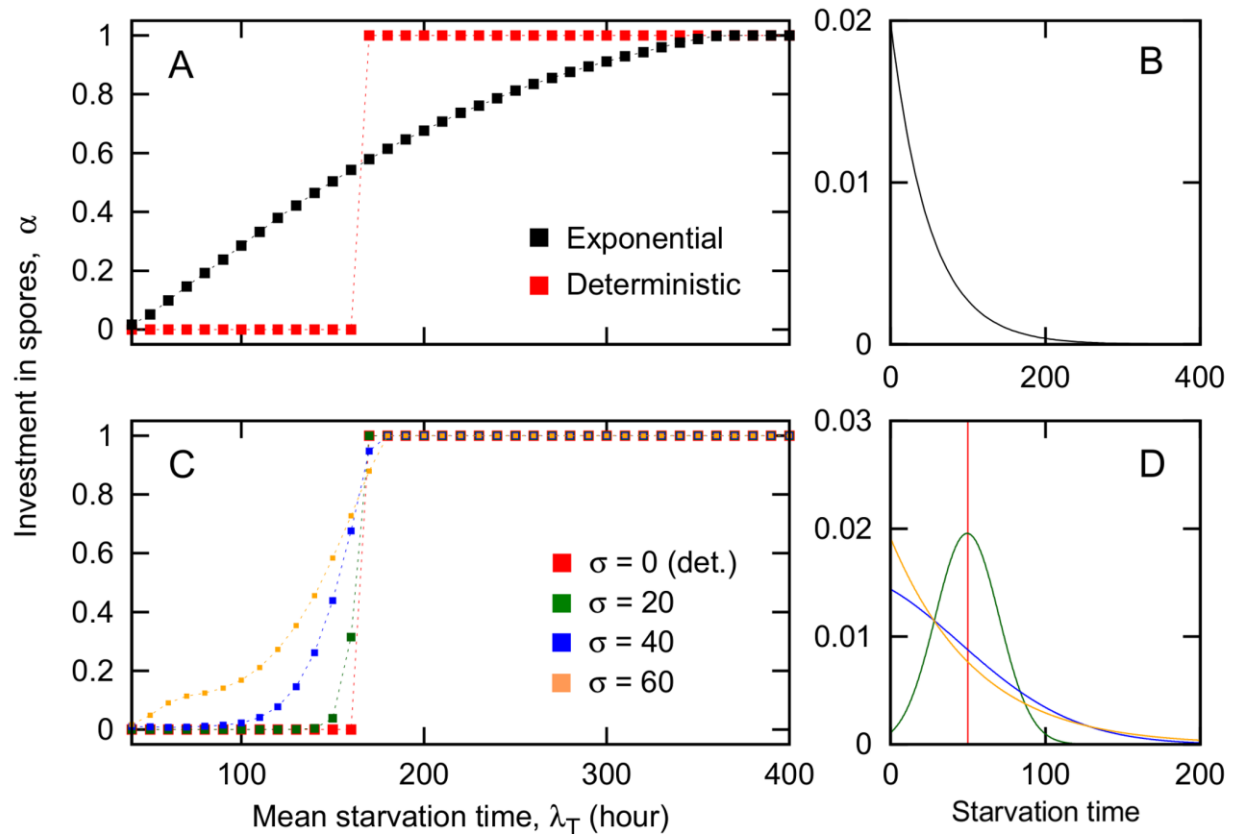 A
1
0.8
0.6
0.4
0.2
0
Exponential
Deterministic
B
0.02
0.01
0
0 200 400
Investment in spores, α
C
1
0.8
0.6
0.4
0.2
0
σ = 0 (det.)
σ = 20
σ = 40
σ = 60
100 200 300 400
Mean starvation time, λT (hour)
D
0.03
0.02
0.01
0
0 100 200
Starvation time